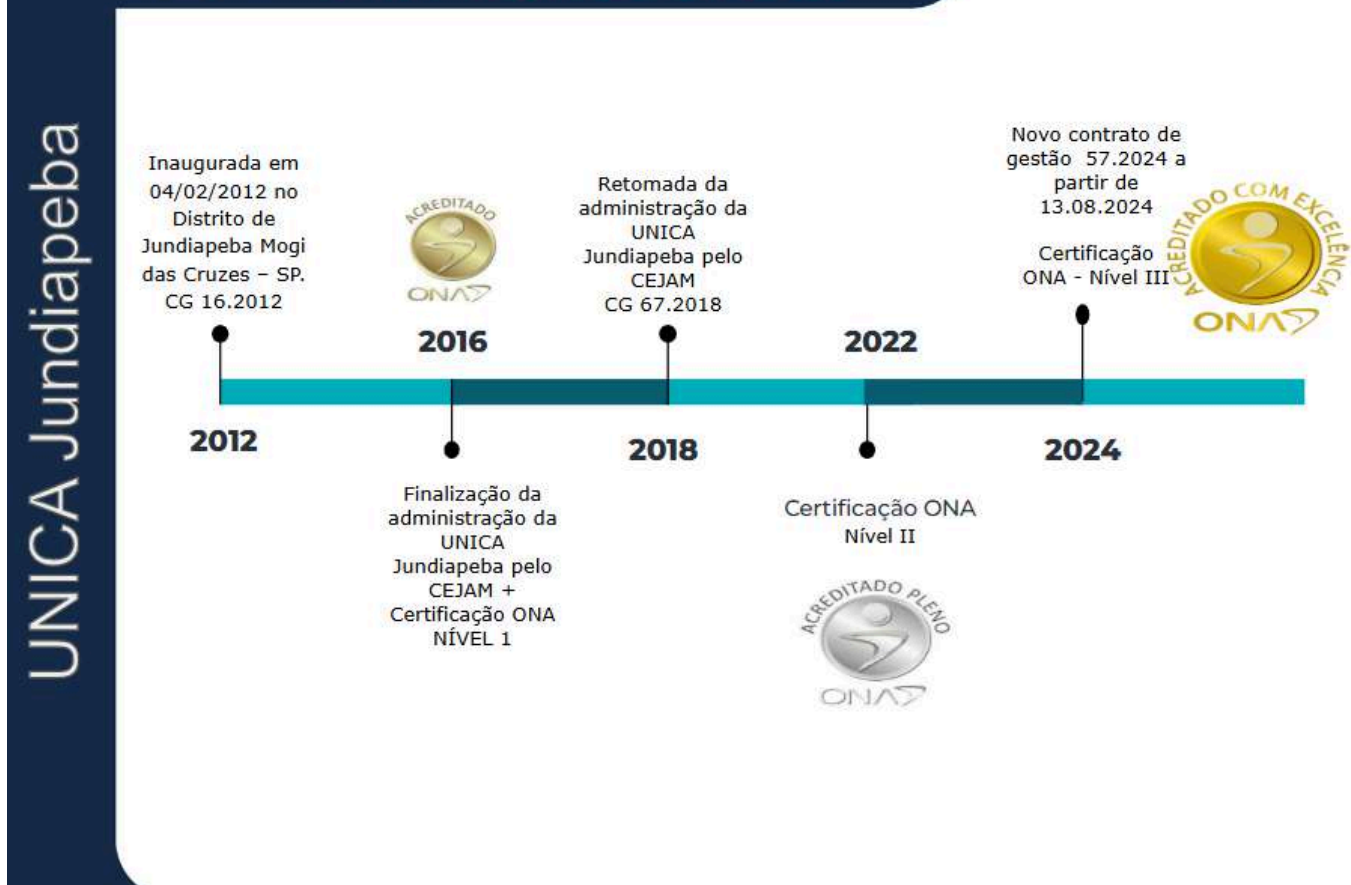 UNICA Jundiapeba
Inaugurada em
04/02/2012 no
Distrito de
Jundiapeba Mogi
das Cruzes – SP.
CG 16.2012
2012
ACREDITADO
ONA
2016
Finalização da
administração da
UNICA
Jundiapeba pelo
CEJAM +
Certificação ONA
NÍVEL 1
Retomada da
administração da
UNICA
Jundiapeba pelo
CEJAM
CG 67.2018
2018
2022
Certificação ONA
Nível II
ACREDITADO PLENO
ONA
Novo contrato de
gestão 57.2024 a
partir de
13.08.2024
Certificação
ONA - Nível III
ACREDITADO COM EXCELÊNCIA
ONA
2024